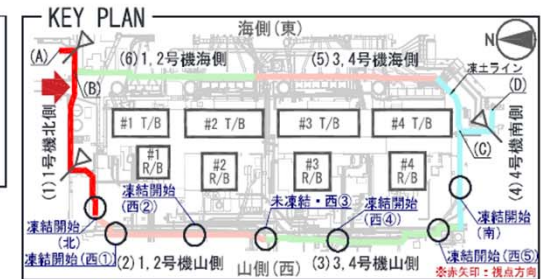 KEY PLAN
海側(東)
N
(A)
(6)1,2号機海側
(5)3,4号機海側
凍土ライン
(B)
(D)
#1 T/B
#2 T/B
#3 T/B
#4 T/B
(C)
(1)1号機北側
(4)4号機南側
#1
R/B
#2
R/B
#3
R/B
#4
R/B
凍結開始
(西②)
未凍結・西③
凍結開始
(西④)
凍結開始
(北)
凍結開始
(南)
凍結開始(西①)
凍結開始(西⑤)
(2)1,2号機山側
山側(西)
(3)3,4号機山側
※赤矢印:視点方向